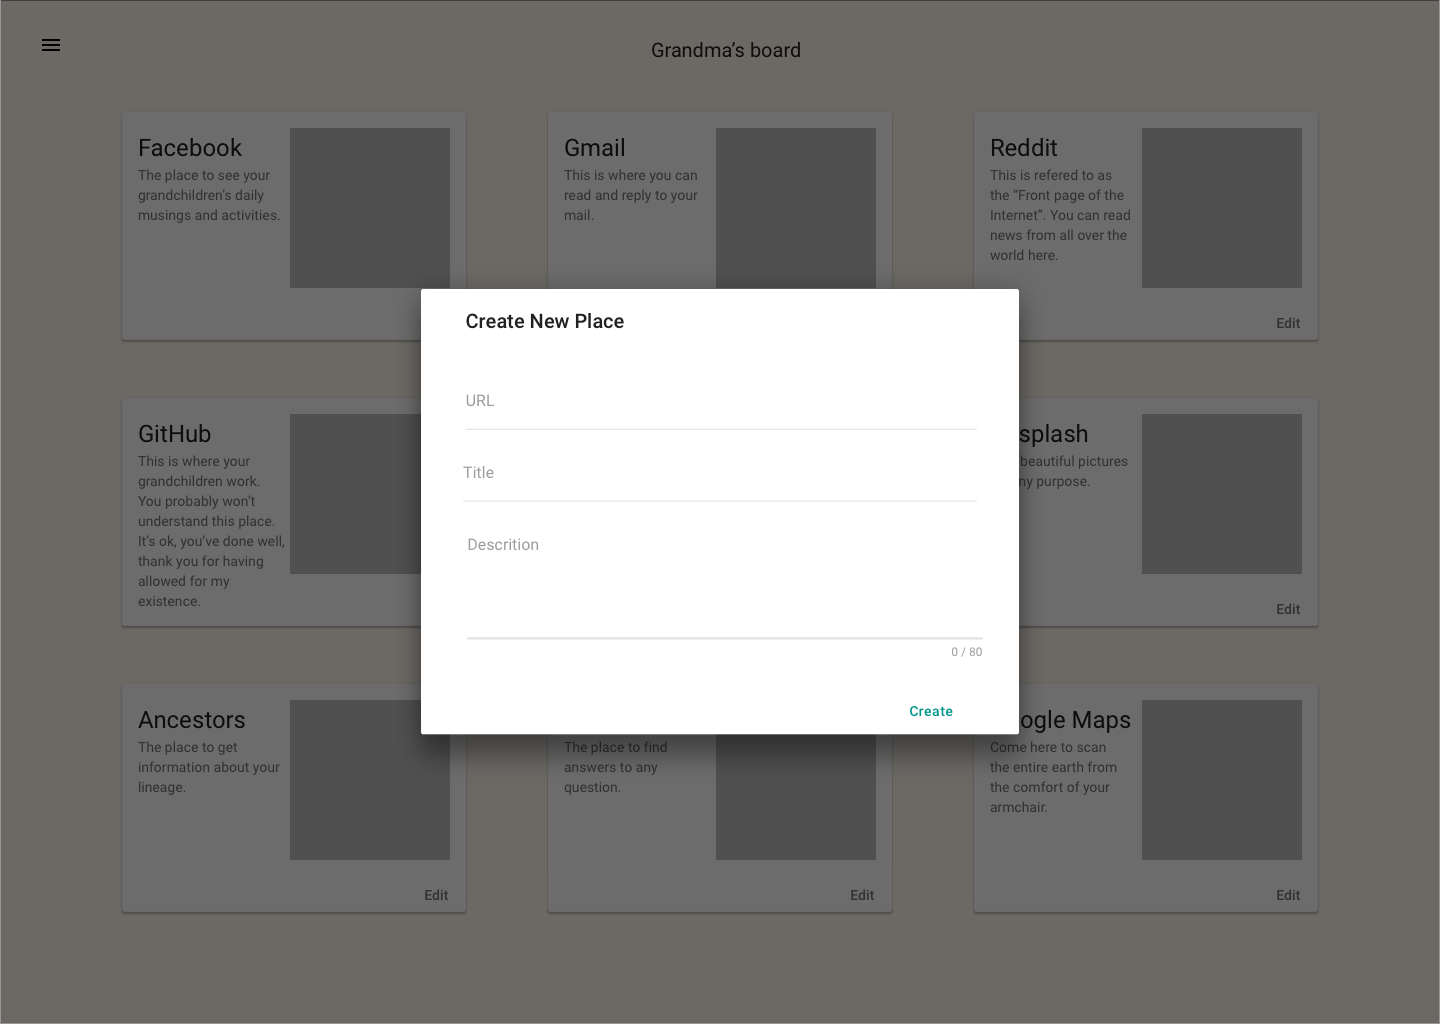 Grandma’s board
Facebook
The place to see your
grandchildren’s daily
musings and activities.
Gmail
This is where you can
read and reply to your
mail.
Reddit
This is refered to as
the “Front page of the
Internet”. You can read
news from all over the
world here.
Edit
Create New Place
URL
Title
Descrition
0 / 80
Create
GitHub
This is where your
grandchildren work.
You probably won’t
understand this place.
It’s ok, you’ve done well,
thank you for having
allowed for my
existence.
splash
beautiful pictures
ny purpose.
Edit
Ancestors
The place to get
information about your
lineage.
Edit
The place to find
answers to any
question.
Edit
ogle Maps
Come here to scan
the entire earth from
the comfort of your
armchair.
Edit